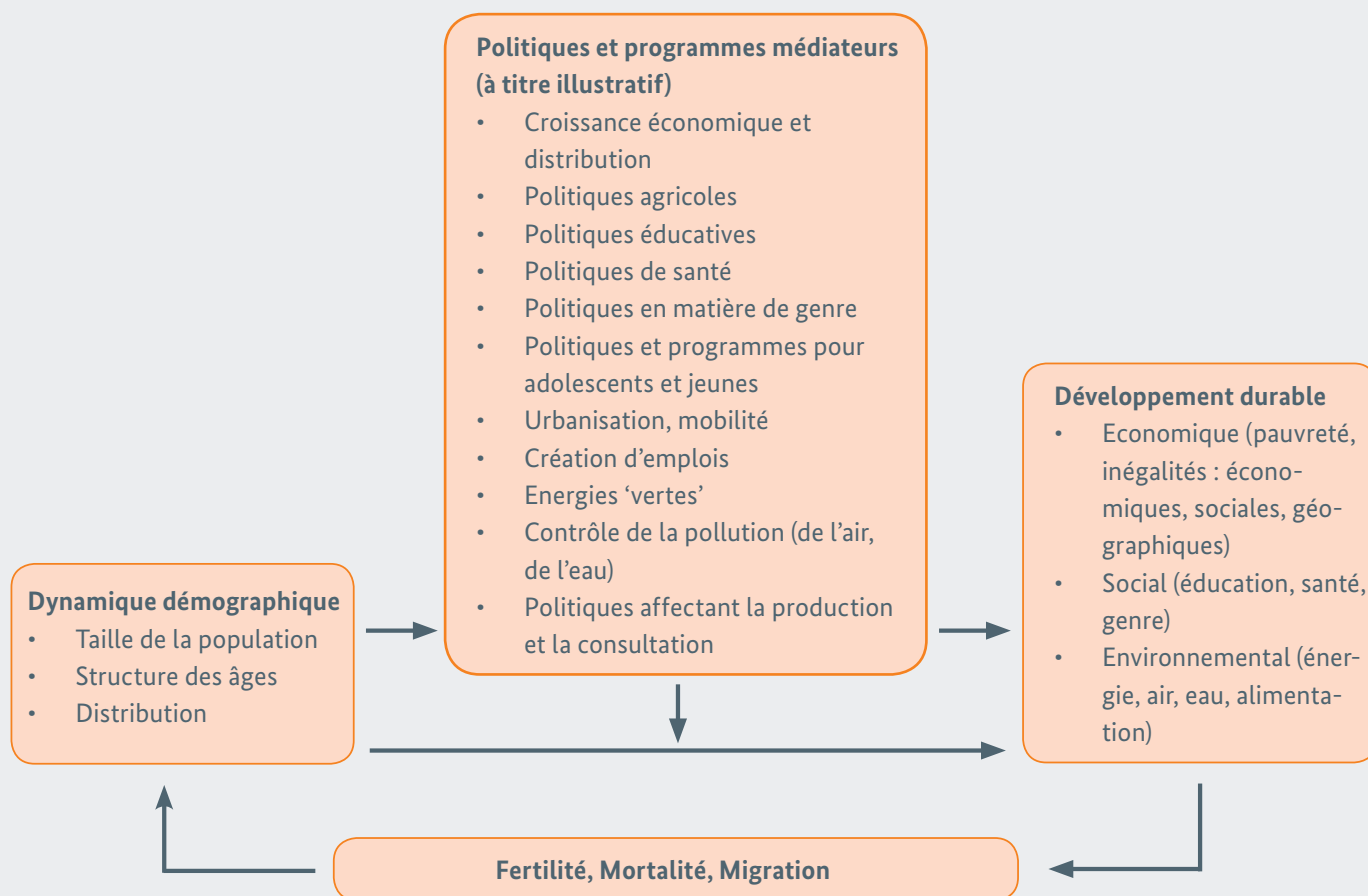 Politiques et programmes médiateurs
(à titre illustratif)
• Croissance économique et
distribution
• Politiques agricoles
• Politiques éducatives
• Politiques de santé
• Politiques en matière de genre
• Politiques et programmes pour
adolescents et jeunes
• Urbanisation, mobilité
• Création d’emplois
• Energies ‘vertes’
• Contrôle de la pollution (de l’air,
de l’eau)
• Politiques affectant la production
et la consultation
Dynamique démographique
• Taille de la population
• Structure des âges
• Distribution
Développement durable
• Economique (pauvreté,
inégalités : écono-
miques, sociales, géo-
graphiques)
• Social (éducation, santé,
genre)
• Environnemental (éner-
gie, air, eau, alimenta-
tion)
Fertilité, Mortalité, Migration